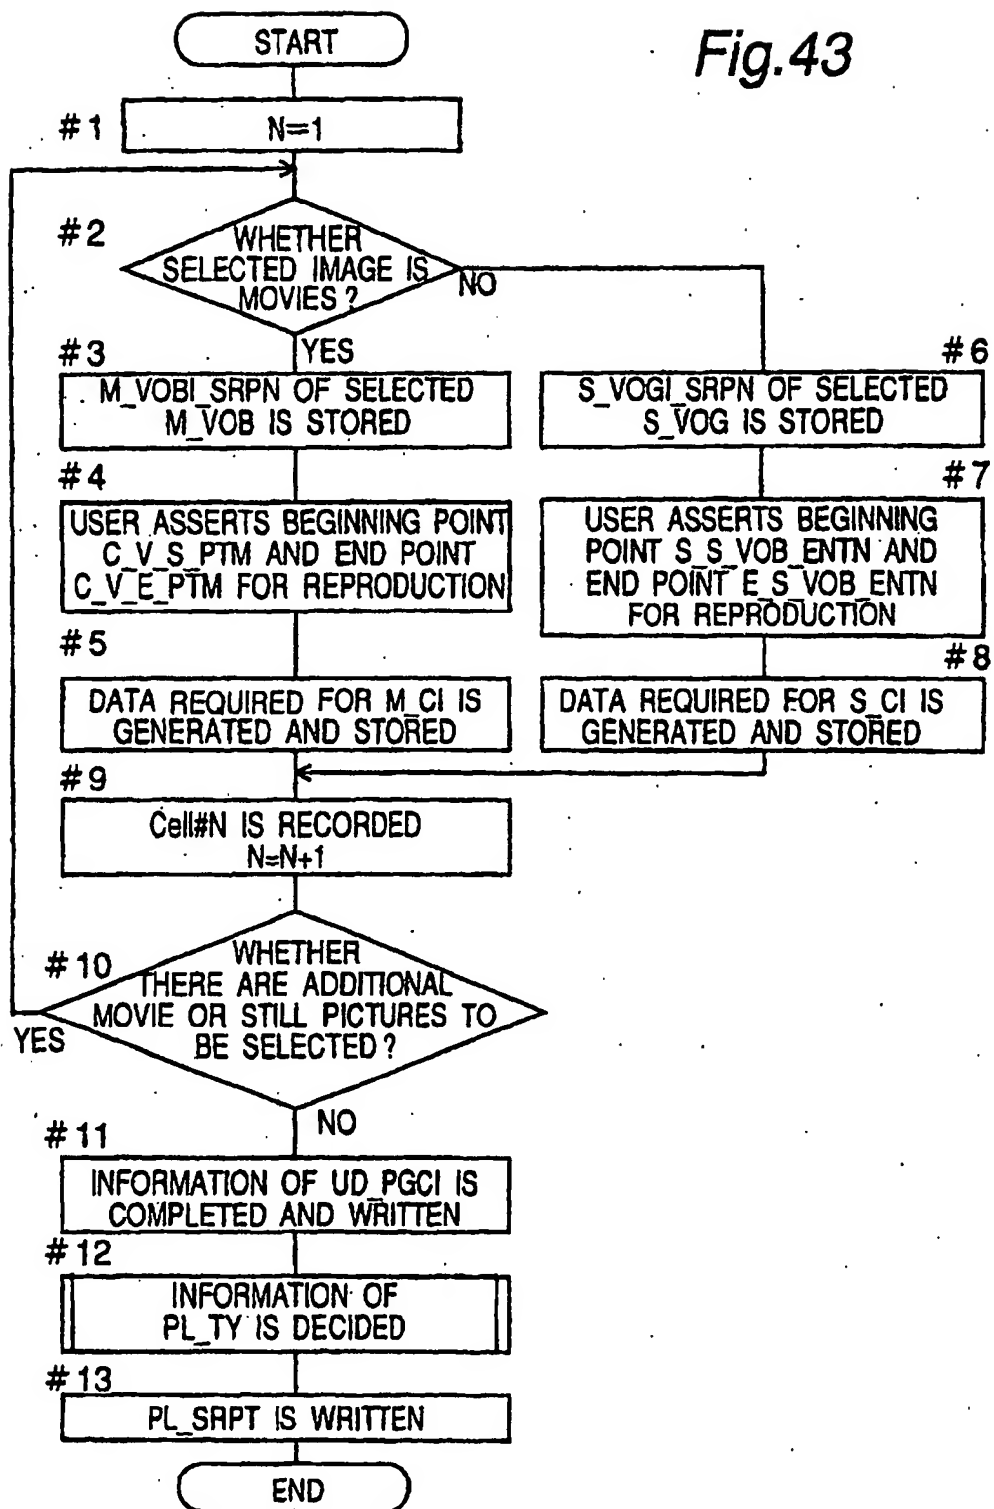 Fig.43
START
#1
N=1
#2
WHETHER
SELECTED IMAGE IS
MOVIES?
NO
YES
#3
M_VOBI_SRPN OF SELECTED
M_VOB IS STORED
#6
S_VOGI_SRPN OF SELECTED
S_VOG IS STORED
#4
USER ASSERTS BEGINNING POINT
C_V_S_PTM AND END POINT
C_V_E_PTM FOR REPRODUCTION
#7
USER ASSERTS BEGINNING
POINT S_S_VOB_ENTN AND
END POINT E_S_VOB_ENTN
FOR REPRODUCTION
#5
DATA REQUIRED FOR M_CI IS
GENERATED AND STORED
#8
DATA REQUIRED FOR S_CI IS
GENERATED AND STORED
#9
Cell#N IS RECORDED
N=N+1
#10
WHETHER
THERE ARE ADDITIONAL
MOVIE OR STILL PICTURES TO
BE SELECTED?
YES
NO
#11
INFORMATION OF UD_PGCI IS
COMPLETED AND WRITTEN
#12
INFORMATION OF
PL_TY IS DECIDED
#13
PL_SRPT IS WRITTEN
END